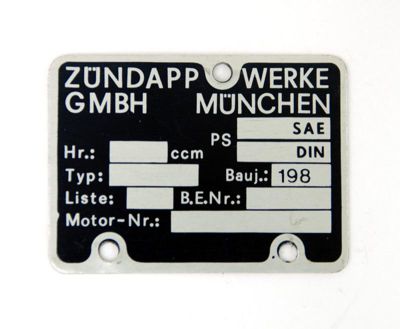 ZÜNDAPP WERKE
GMBH MÜNCHEN
PS SAE
Hr.: ccm DIN
Typ: Bauj.: 198
Liste: B.E.Nr.:
Motor-Nr.: